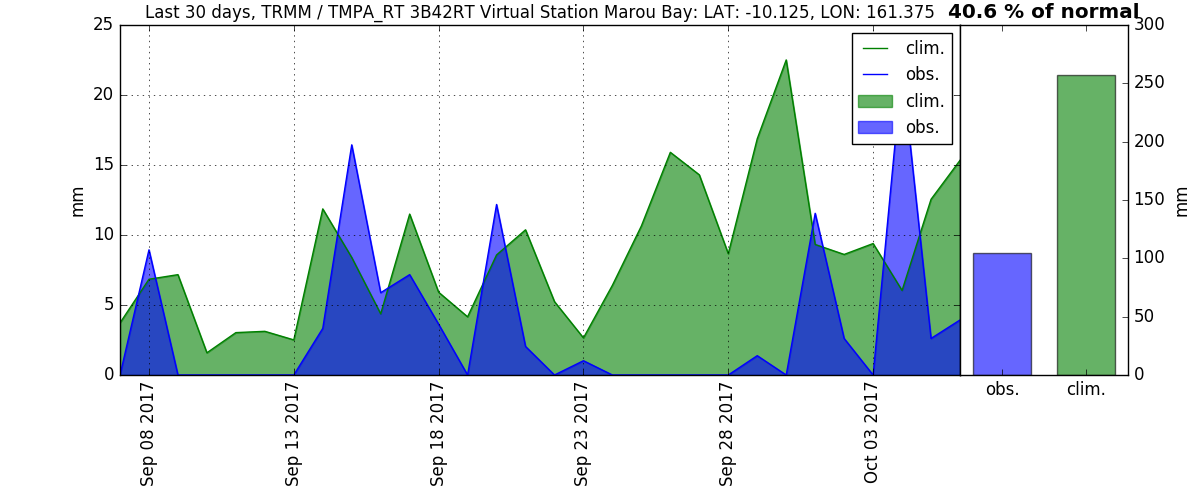 Last 30 days, TRMM / TMPA_RT 3B42RT Virtual Station Marou Bay: LAT: -10.125, LON: 161.375
40.6 % of normal
25
20
15
10
5
0
mm
clim.
obs.
clim.
obs.
300
250
200
150
100
50
0
mm
Sep 08 2017
Sep 13 2017
Sep 18 2017
Sep 23 2017
Sep 28 2017
Oct 03 2017
obs.
clim.